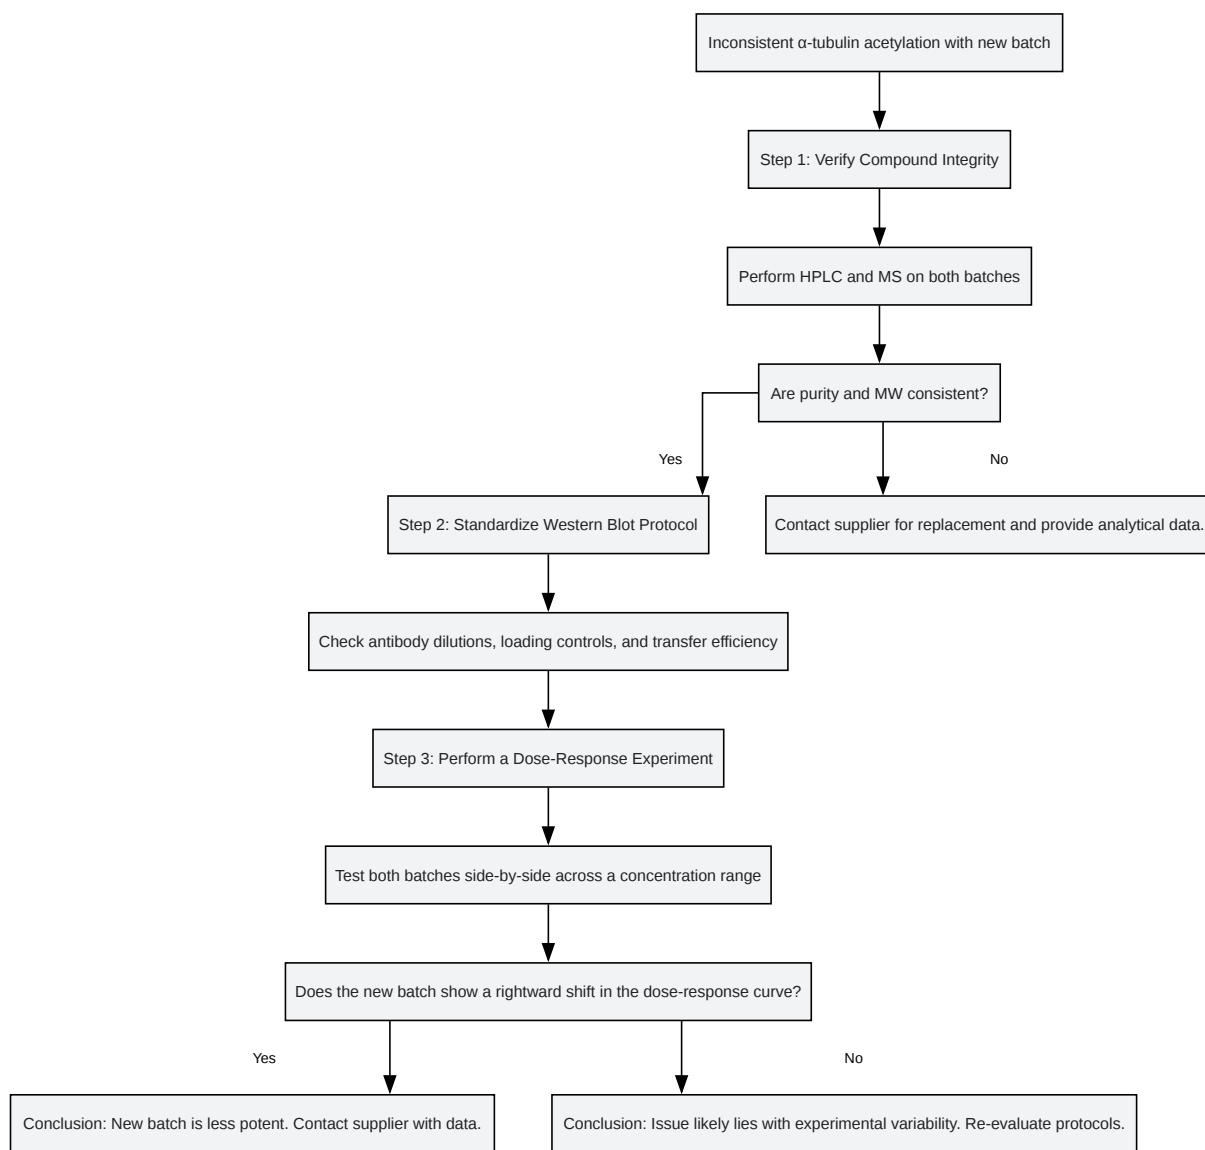 Inconsistent α-tubulin acetylation with new batch
Step 1: Verify Compound Integrity
Perform HPLC and MS on both batches
Are purity and MW consistent?
Yes
No
Step 2: Standardize Western Blot Protocol
Contact supplier for replacement and provide analytical data.
Check antibody dilutions, loading controls, and transfer efficiency
Step 3: Perform a Dose-Response Experiment
Test both batches side-by-side across a concentration range
Does the new batch show a rightward shift in the dose-response curve?
Yes
No
Conclusion: New batch is less potent. Contact supplier with data.
Conclusion: Issue likely lies with experimental variability. Re-evaluate protocols.